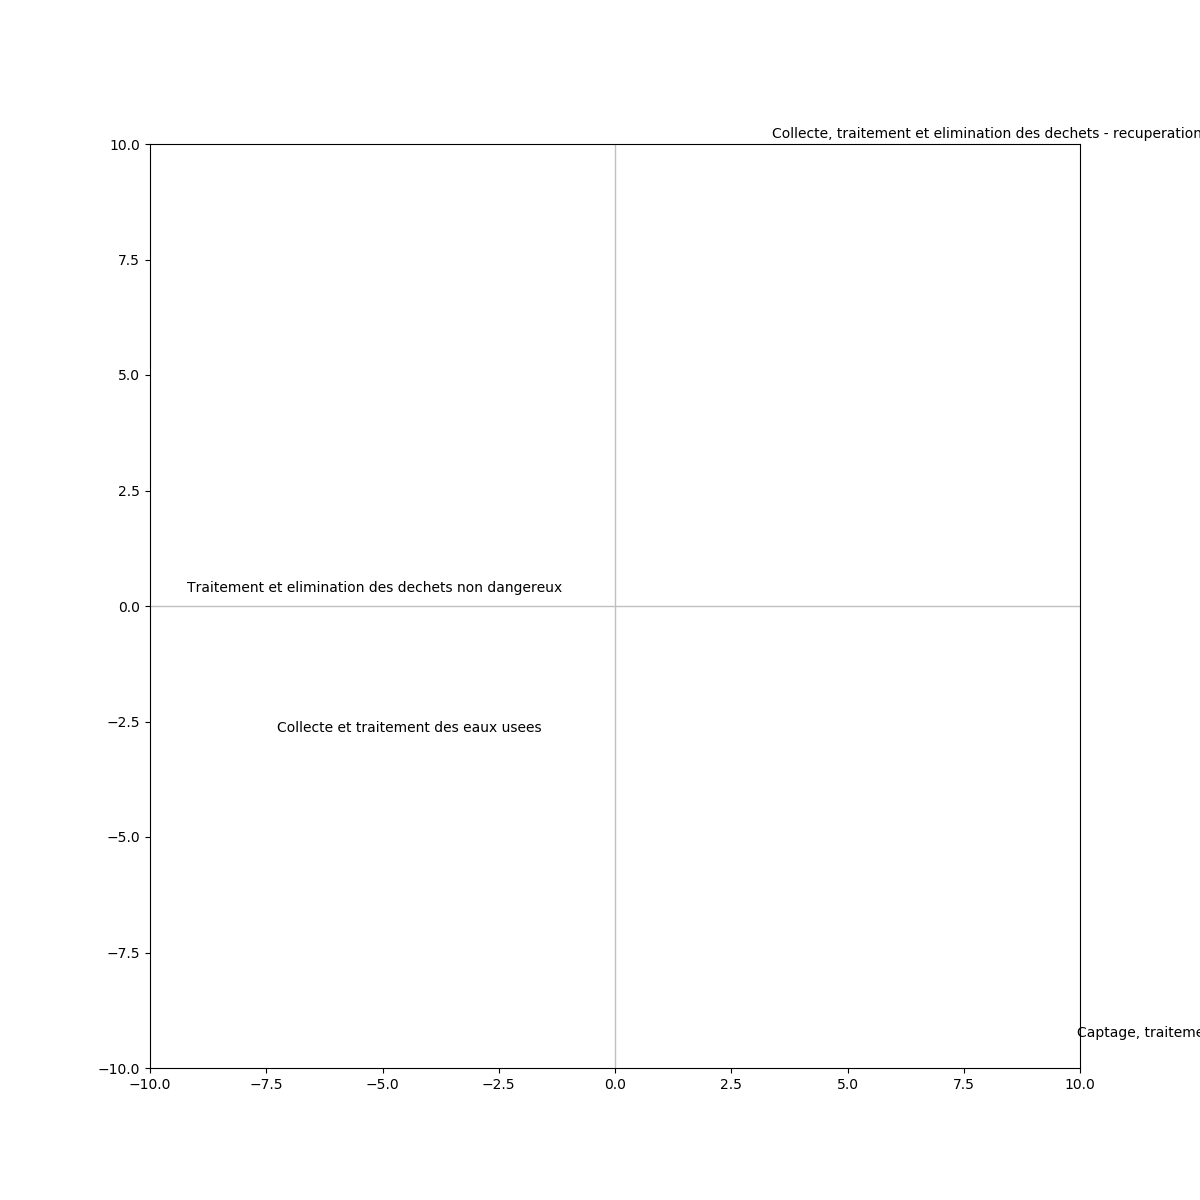 Collecte, traitement et elimination des dechets - recuperation
10.0
7.5
5.0
2.5
Traitement et elimination des dechets non dangereux
0.0
−2.5
Collecte et traitement des eaux usees
−5.0
−7.5
Captage,
−10.0
−10.0 −7.5 −5.0 −2.5 0.0 2.5 5.0 7.5 10.0